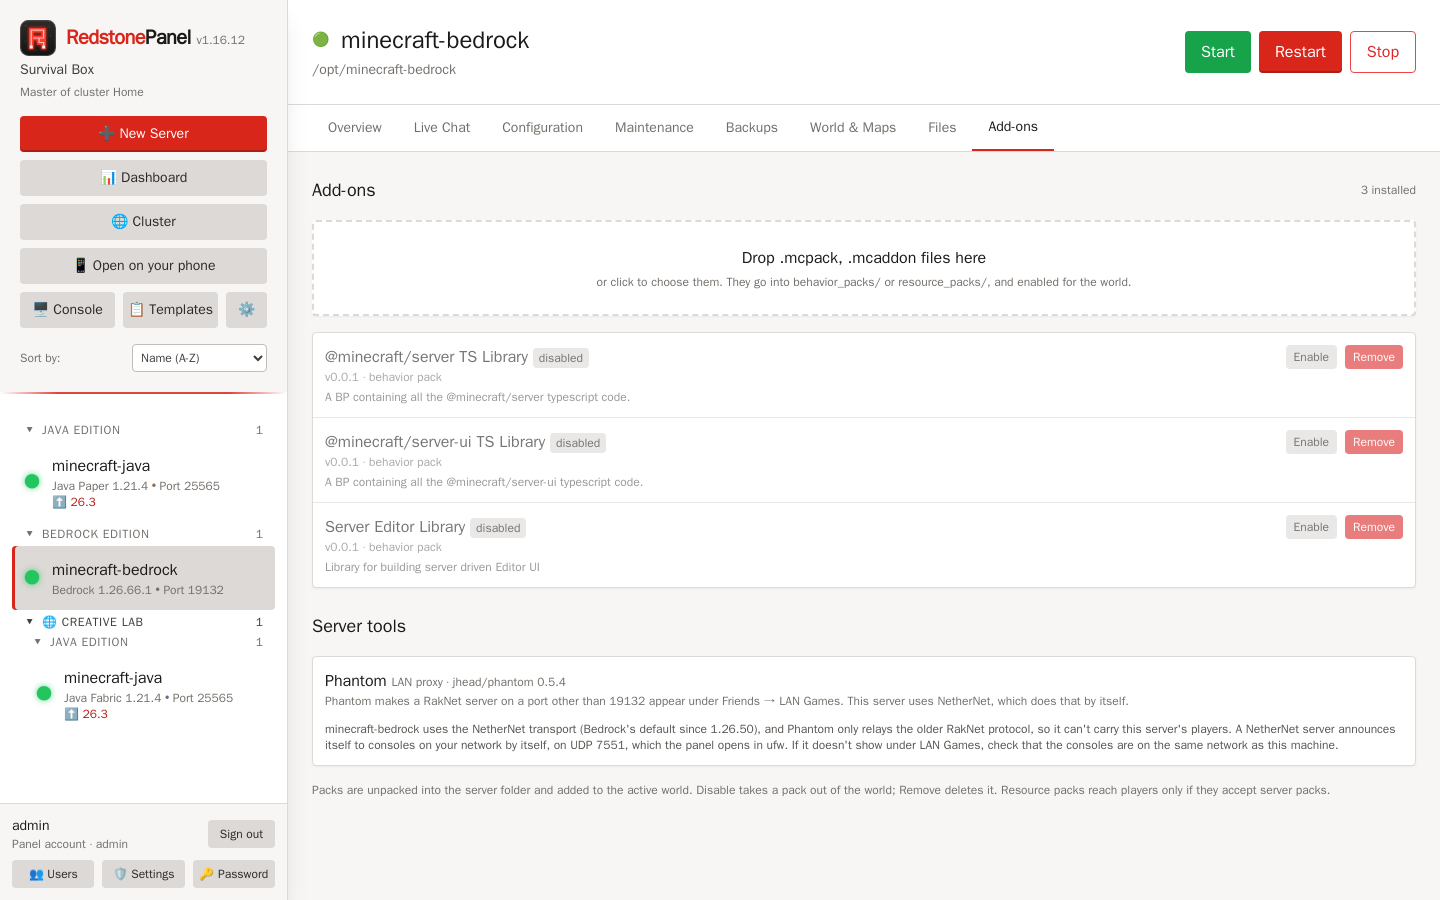 RedstonePanel v1.16.12
Survival Box
Master of cluster Home
➕ New Server
📊 Dashboard
🌐 Cluster
📱 Open on your phone
🖥️ Console
📋 Templates
⚙️
Sort by:
Name (A-Z)
▼ JAVA EDITION 1
minecraft-java
Java Paper 1.21.4 • Port 25565
⬆️ 26.3
▼ BEDROCK EDITION 1
minecraft-bedrock
Bedrock 1.26.66.1 • Port 19132
▼ 🌐 CREATIVE LAB 1
▼ JAVA EDITION 1
minecraft-java
Java Fabric 1.21.4 • Port 25565
⬆️ 26.3
admin
Panel account · admin
Sign out
👥 Users
🛡️ Settings
🔑 Password
minecraft-bedrock
/opt/minecraft-bedrock
Start
Restart
Stop
Overview
Live Chat
Configuration
Maintenance
Backups
World & Maps
Files
Add-ons
Add-ons
3 installed
Drop .mcpack, .mcaddon files here
or click to choose them. They go into behavior_packs/ or resource_packs/, and enabled for the world.
@minecraft/server TS Library disabled
Enable
Remove
v0.0.1 · behavior pack
A BP containing all the @minecraft/server typescript code.
@minecraft/server-ui TS Library disabled
Enable
Remove
v0.0.1 · behavior pack
A BP containing all the @minecraft/server-ui typescript code.
Server Editor Library disabled
Enable
Remove
v0.0.1 · behavior pack
Library for building server driven Editor UI
Server tools
Phantom LAN proxy · jhead/phantom 0.5.4
Phantom makes a RakNet server on a port other than 19132 appear under Friends → LAN Games. This server uses NetherNet, which does that by itself.
minecraft-bedrock uses the NetherNet transport (Bedrock's default since 1.26.50), and Phantom only relays the older RakNet protocol, so it can't carry this server's players. A NetherNet server announces
itself to consoles on your network by itself, on UDP 7551, which the panel opens in ufw. If it doesn't show under LAN Games, check that the consoles are on the same network as this machine.
Packs are unpacked into the server folder and added to the active world. Disable takes a pack out of the world; Remove deletes it. Resource packs reach players only if they accept server packs.